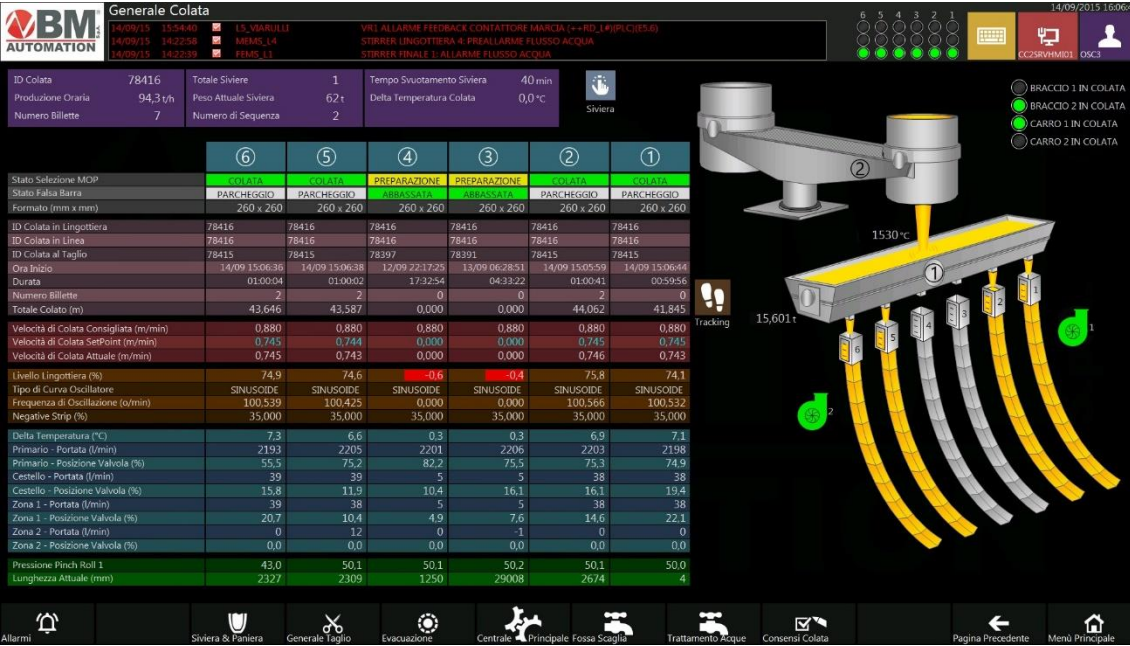 VBM S.p.A.
AUTOMATION
Generale Colata
14/09/15 15:54:40 L5_VIARULLI VR1 ALLARME FEEDBACK CONTATTORE MARCIA (++RD_L#)(PLC)(E5.6)
14/09/15 14:22:58 MEMS_L4 STIRRER LINGOTTIERA 4: PREALLARME FLUSSO ACQUA
14/09/15 14:22:39 FEMS_L1 STIRRER FINALE 1: ALLARME FLUSSO ACQUA
6 5 4 3 2 1
14/09/2015 16:06:
CC2SRVHMI01 OSC3
ID Colata 78416 Totale Siviere 1 Tempo Svuotamento Siviera 40 min
Produzione Oraria 94,3 t/h Peso Attuale Siviera 62 t Delta Temperatura Colata 0,0 °C
Numero Billette 7 Numero di Sequenza 2
Siviera
BRACCIO 1 IN COLATA
BRACCIO 2 IN COLATA
CARRO 1 IN COLATA
CARRO 2 IN COLATA
6 5 4 3 2 1
Stato Selezione MOP COLATA COLATA PREPARAZIONE PREPARAZIONE COLATA COLATA
Stato Falsa Barra PARCHEGGIO PARCHEGGIO ABBASSATA ABBASSATA PARCHEGGIO PARCHEGGIO
Formato (mm x mm) 260 x 260 260 x 260 260 x 260 260 x 260 260 x 260 260 x 260
ID Colata in Lingottiera 78416 78416 78416 78416 78416 78416
ID Colata in Linea 78416 78416 78416 78416 78416 78416
ID Colata al Taglio 78415 78415 78397 78391 78415 78415
Ora Inizio 14/09 15:06:36 14/09 15:06:38 12/09 22:17:25 13/09 06:28:51 14/09 15:05:59 14/09 15:06:44
Durata 01:00:04 01:00:02 17:32:54 04:33:22 01:00:41 00:59:56
Numero Billette 2 2 0 0 2 0
Totale Colato (m) 43,646 43,587 0,000 0,000 44,062 41,845
Velocità di Colata Consigliata (m/min) 0,880 0,880 0,880 0,880 0,880 0,880
Velocità di Colata SetPoint (m/min) 0,745 0,744 0,000 0,000 0,745 0,745
Velocità di Colata Attuale (m/min) 0,745 0,743 0,000 0,000 0,746 0,743
Livello Lingottiera (%) 74,9 74,6 -0,6 -0,4 75,8 74,1
Tipo di Curva Oscillatore SINUSOIDE SINUSOIDE SINUSOIDE SINUSOIDE SINUSOIDE SINUSOIDE
Frequenza di Oscillazione (o/min) 100,539 100,425 0,000 0,000 100,566 100,532
Negative Strip (%) 35,000 35,000 35,000 35,000 35,000 35,000
Delta Temperatura (°C) 7,3 6,6 0,3 0,3 6,9 7,1
Primario - Portata (l/min) 2193 2205 2201 2206 2203 2198
Primario - Posizione Valvola (%) 55,5 75,2 82,2 75,5 75,3 74,9
Cestello - Portata (l/min) 39 39 5 5 38 38
Cestello - Posizione Valvola (%) 15,8 11,9 10,4 16,1 16,1 19,4
Zona 1 - Portata (l/min) 39 38 5 5 38 38
Zona 1 - Posizione Valvola (%) 20,7 10,4 4,9 7,6 14,6 22,1
Zona 2 - Portata (l/min) 0 12 0 -1 0 0
Zona 2 - Posizione Valvola (%) 0,0 0,0 0,0 0,0 0,0 0,0
Pressione Pinch Roll 1 43,0 50,1 50,1 50,2 50,1 50,0
Lunghezza Attuale (mm) 2327 2309 1250 29008 2674 4
2
1530 °C
1
Tracking
15,601 t
6 5 4 3 2 1
1
2
Allarmi
Siviera & Paniera
Generale Taglio
Evacuazione
Centrale Principale
Fossa Scaglia
Trattamento Acque
Consensi Colata
Pagina Precedente
Menù Principale